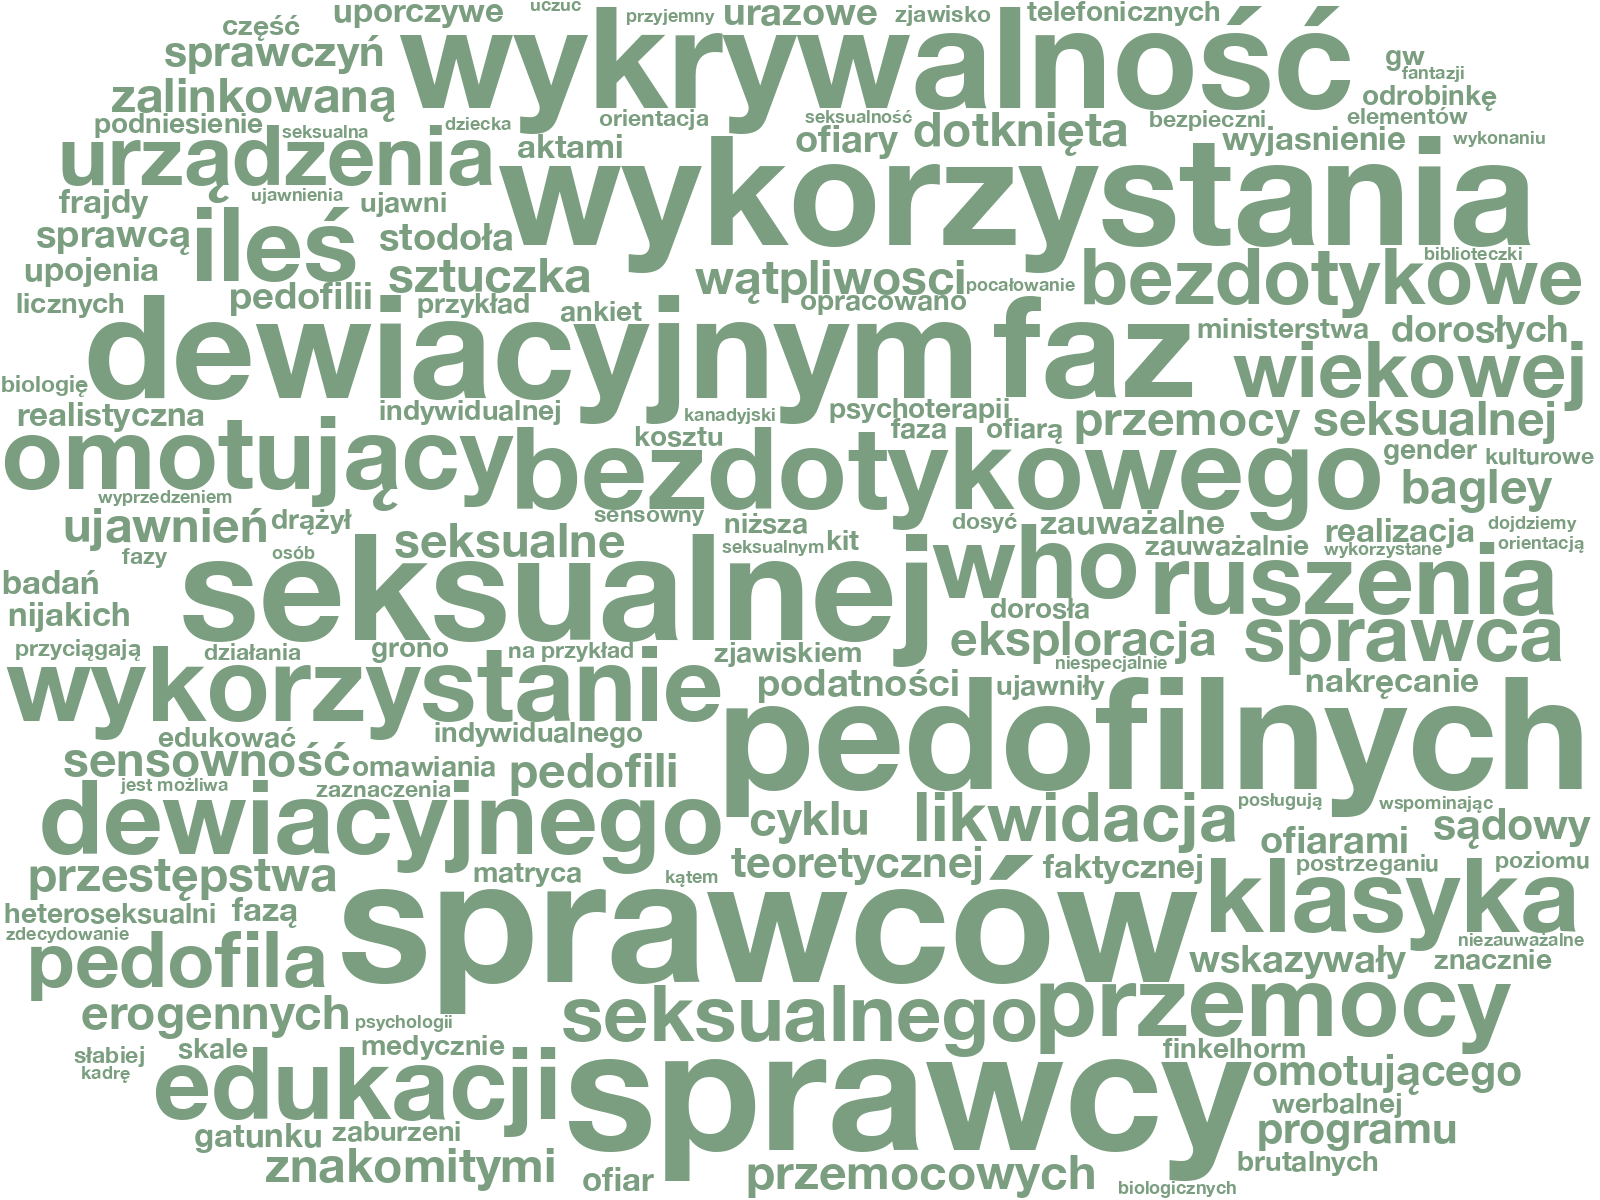 uporczywe
uczuc
przyjemny
urazowe
zjawisko
telefonicznych
część
sprawczyń
wykrywalność
gw
fantazji
zalinkowaną
odrobinkę
podniesienie
seksualna
dziecka
orientacja
seksualność
bezpieczni
elementów
urządzenia
aktami
ofiary
dotknięta
wyjasnienie
wykonaniu
frajdy
ujawnienia
ujawni
wykorzystania
sprawcą
ileś
stodoła
upojenia
sztuczka
wątpliwosci
pocałowanie
bezdotykowe
biblioteczki
licznych
pedofilii
przykład
ankiet
opracowano
dewiacyjnym
faz
ministerstwa
dorosłych
biologię
wiekowej
realistyczna
indywidualnej
kanadyjski
psychoterapii
przemocy
seksualnej
omotujący
kosztu
faza
ofiarą
bezdotykowego
gender
kulturowe
wyprzedzeniem
bagley
ujawnień
drążył
sensowny
niższa
dosyć
zauważalne
realizacja
dojdziemy
fazy
osób
seksualne
seksualnym
kit
zauważalnie
wykorzystane
orientacją
badań
seksualnej
who
ruszenia
nijakich
dorosła
przyciągają
działania
grono
na przykład
zjawiskiem
eksploracja
sprawca
niespecjalnie
wykorzystanie
podatności
ujawniły
nakręcanie
edukować
indywidualnego
pedofilnych
sensowność
omawiania
pedofili
jest możliwa
zaznaczenia
dewiacyjnego
cyklu
likwidacja
posługują
wspominając
ofiarami
sądowy
przestępstwa
matryca
kątem
teoretycznej
faktycznej
postrzeganiu
poziomu
heteroseksualni
fazą
sprawców
klasyka
zdecydowanie
pedofila
niezauważalne
wskazywały
znacznie
erogennych
psychologii
seksualnego
przemocy
słabiej
skale
medycznie
finkelhorm
kadrę
edukacji
sprawcy
omotującego
werbalnej
gatunku
zaburzeni
programu
znakomitymi
ofiar
przemocowych
brutalnych
biologicznych